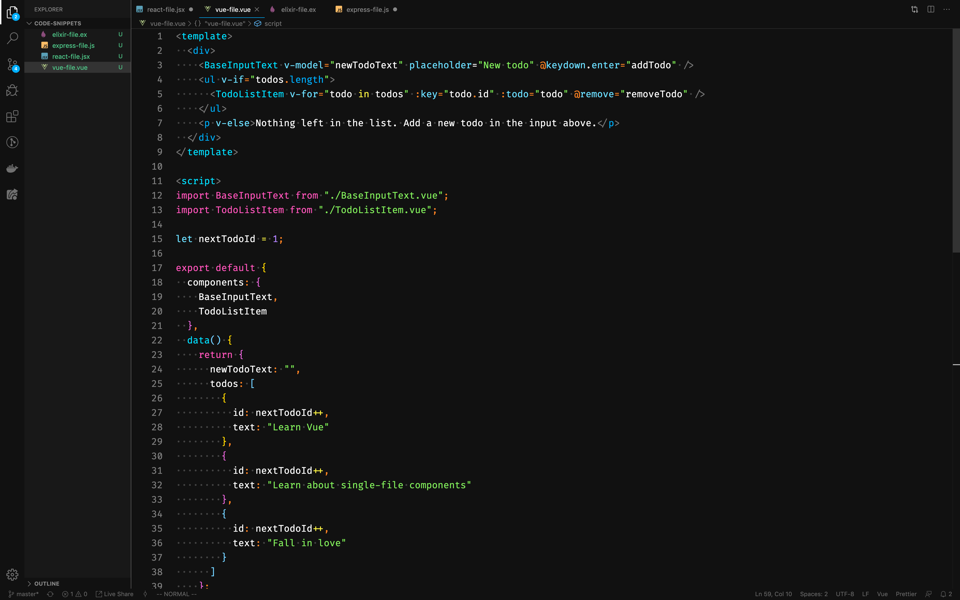 EXPLORER
CODE-SNIPPETS
elixir-file.ex U
express-file.js U
react-file.jsx U
vue-file.vue U
OUTLINE
react-file.jsx
vue-file.vue
elixir-file.ex
express-file.js
vue-file.vue > {} "vue-file.vue" > script
1 <template>
2 ··<div>
3 ····<BaseInputText v-model="newTodoText" placeholder="New·todo" @keydown.enter="addTodo" />
4 ····<ul v-if="todos.length">
5 ······<TodoListItem v-for="todo in todos" :key="todo.id" :todo="todo" @remove="removeTodo" />
6 ····</ul>
7 ····<p v-else>Nothing left in the list. Add a new todo in the input above.</p>
8 ··</div>
9 </template>
10
11 <script>
12 import BaseInputText from "./BaseInputText.vue";
13 import TodoListItem from "./TodoListItem.vue";
14
15 let nextTodoId = 1;
16
17 export default {
18 components: {
19 ····BaseInputText,
20 ····TodoListItem
21 ··},
22 data() {
23 ····return {
24 ······newTodoText: "",
25 ······todos: [
26 ········{
27 ··········id: nextTodoId++,
28 ··········text: "Learn Vue"
29 ········},
30 ········{
31 ··········id: nextTodoId++,
32 ··········text: "Learn about single-file components"
33 ········},
34 ········{
35 ··········id: nextTodoId++,
36 ··········text: "Fall in love"
37 ········}
38 ······]
39 ····};
master* 1 0 Live Share -- NORMAL -- Ln 59, Col 10 Spaces: 2 UTF-8 LF Vue Prettier 2